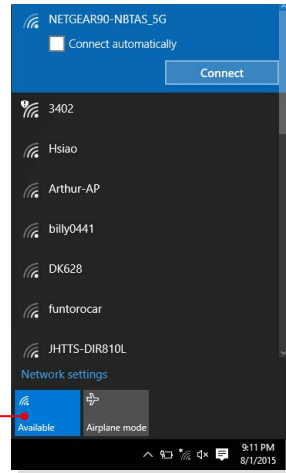 NETGEAR90-NBTAS_5G
Connect automatically
Connect
3402
Hsiao
Arthur-AP
billy0441
DK628
funtorocar
JHTTS-DIR810L
Network settings
Available
Airplane mode
9:11 PM
8/1/2015